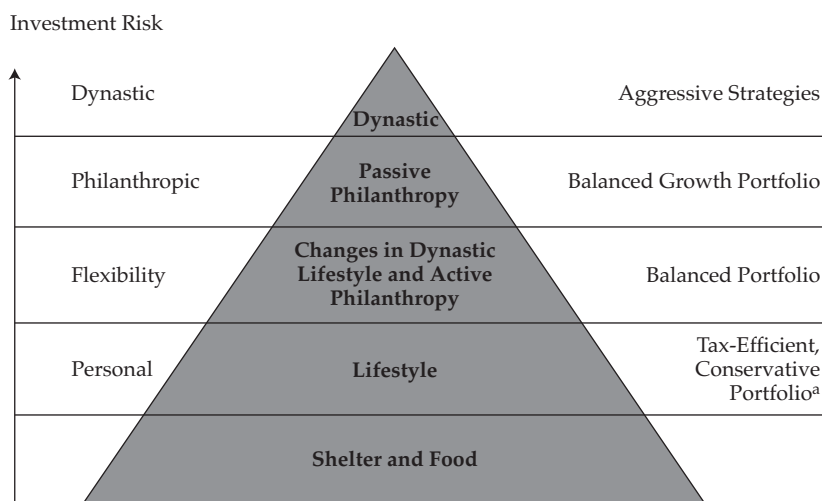 Investment Risk
Dynastic
Dynastic
Aggressive Strategies
Philanthropic
Passive
Philanthropy
Balanced Growth Portfolio
Flexibility
Changes in Dynastic
Lifestyle and Active
Philanthropy
Balanced Portfolio
Personal
Lifestyle
Tax-Efficient,
Conservative
Portfolioᵃ
Shelter and Food